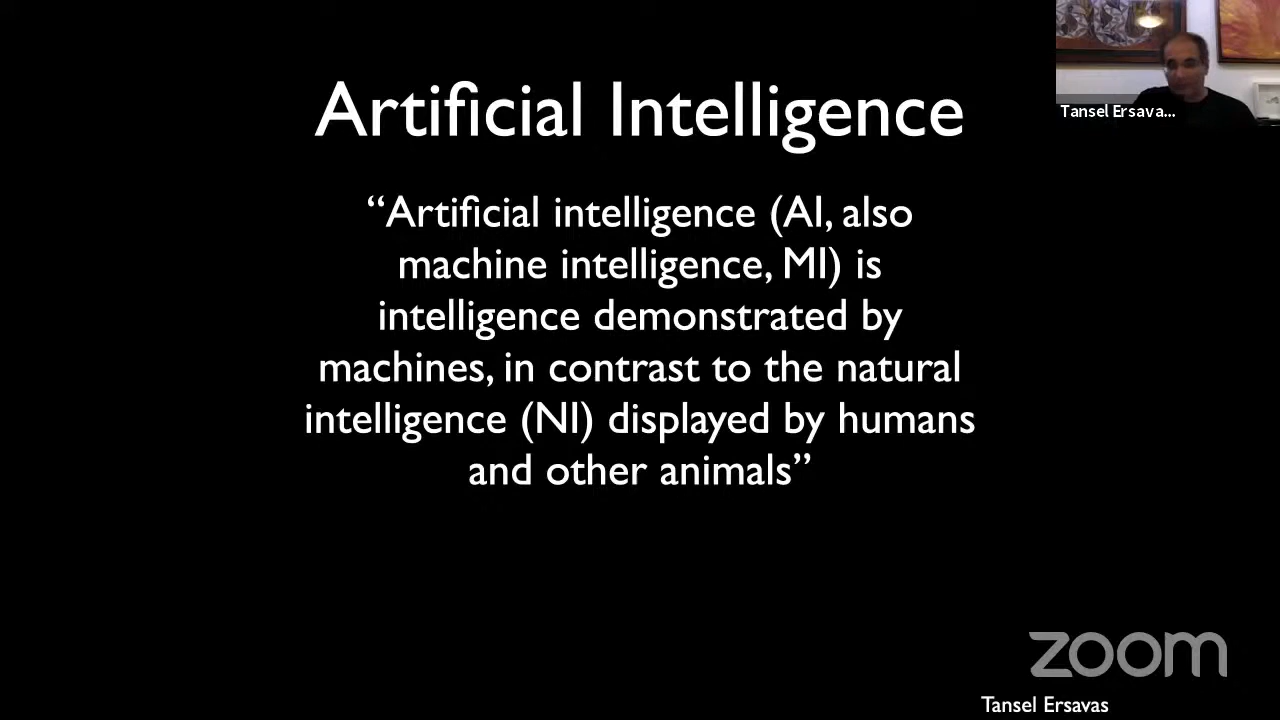 Artificial Intelligence
Tansel Ersava...
“Artificial intelligence (AI, also
machine intelligence, MI) is
intelligence demonstrated by
machines, in contrast to the natural
intelligence (NI) displayed by humans
and other animals”
zoom
Tansel Ersavas